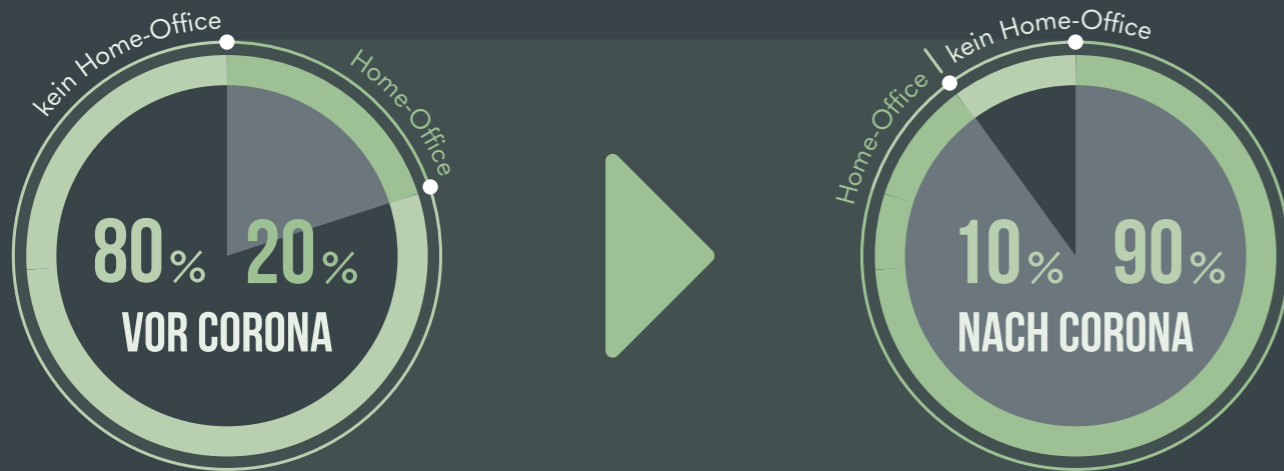 kein Home-Office
Home-Office
80% 20%
VOR CORONA
Home-Office
kein Home-Office
10% 90%
NACH CORONA